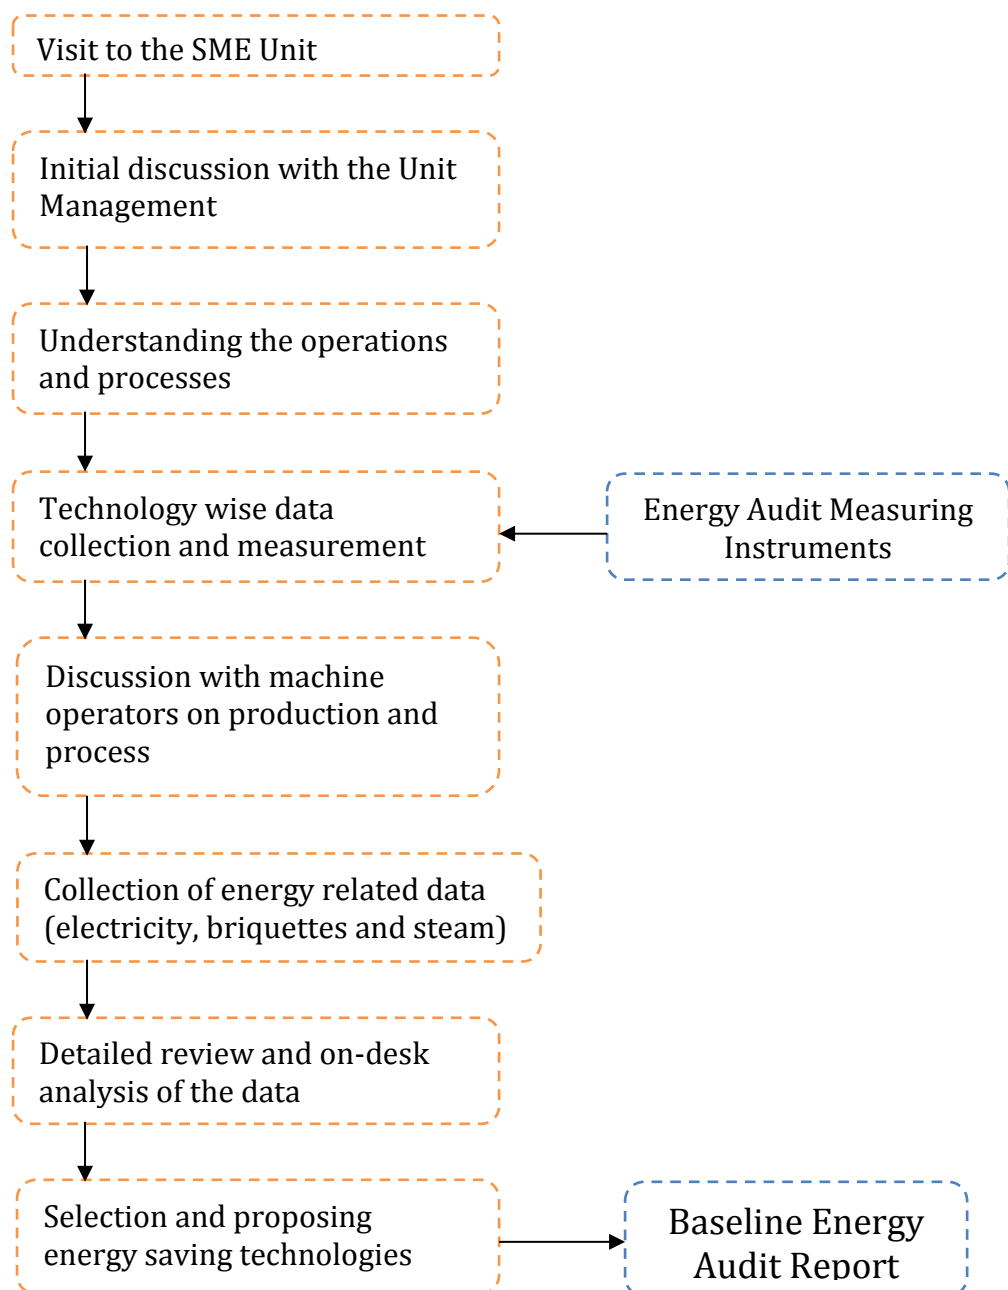 Visit to the SME Unit
Initial discussion with the Unit
Management
Understanding the operations
and processes
Technology wise data
collection and measurement
Energy Audit Measuring
Instruments
Discussion with machine
operators on production and
process
Collection of energy related data
(electricity, briquettes and steam)
Detailed review and on-desk
analysis of the data
Selection and proposing
energy saving technologies
Baseline Energy
Audit Report